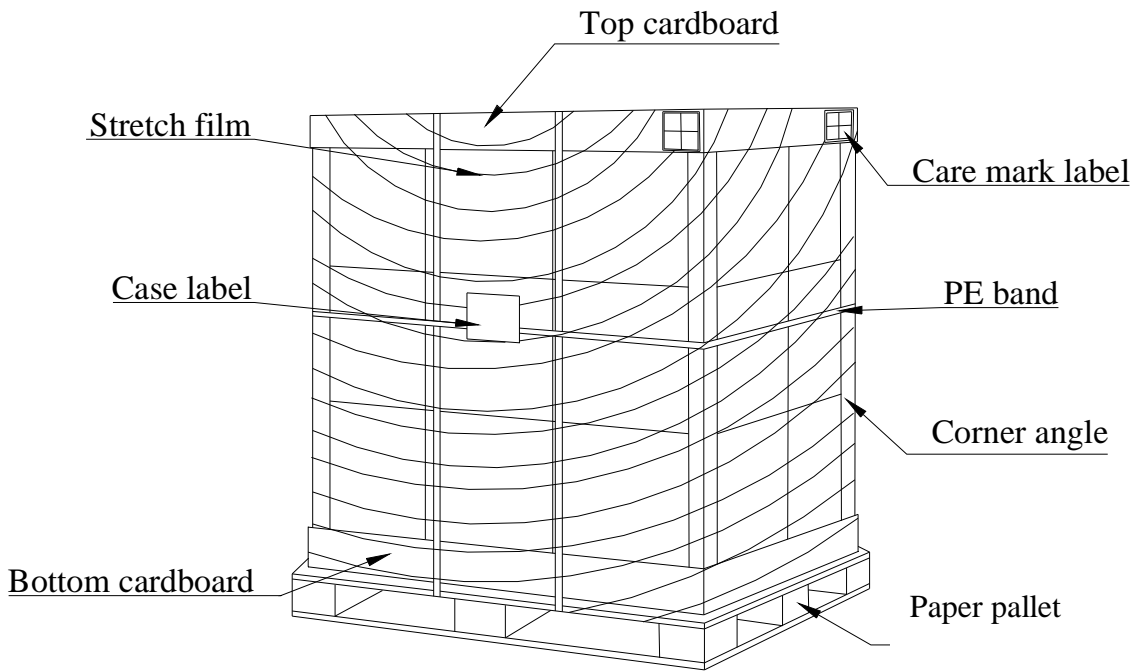 Top cardboard
Stretch film
Care mark label
Case label
PE band
Corner angle
Bottom cardboard
Paper pallet